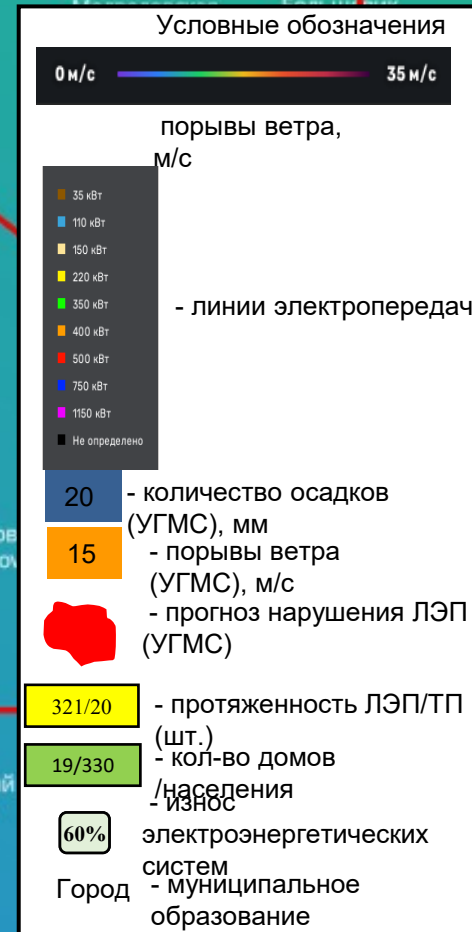 Условные обозначения
0 м/с 35 м/с
порывы ветра,
м/с
35 кВт
110 кВт
150 кВт
220 кВт
350 кВт
400 кВт
500 кВт
750 кВт
1150 кВт
Не определено
- линии электропередач
20 - количество осадков
(УГМС), мм
15 - порывы ветра
(УГМС), м/с
- прогноз нарушения ЛЭП
(УГМС)
321/20 - протяженность ЛЭП/ТП
(шт.)
19/330 - кол-во домов
/населения
60% - износ
электроэнергетических
систем
Город - муниципальное
образование